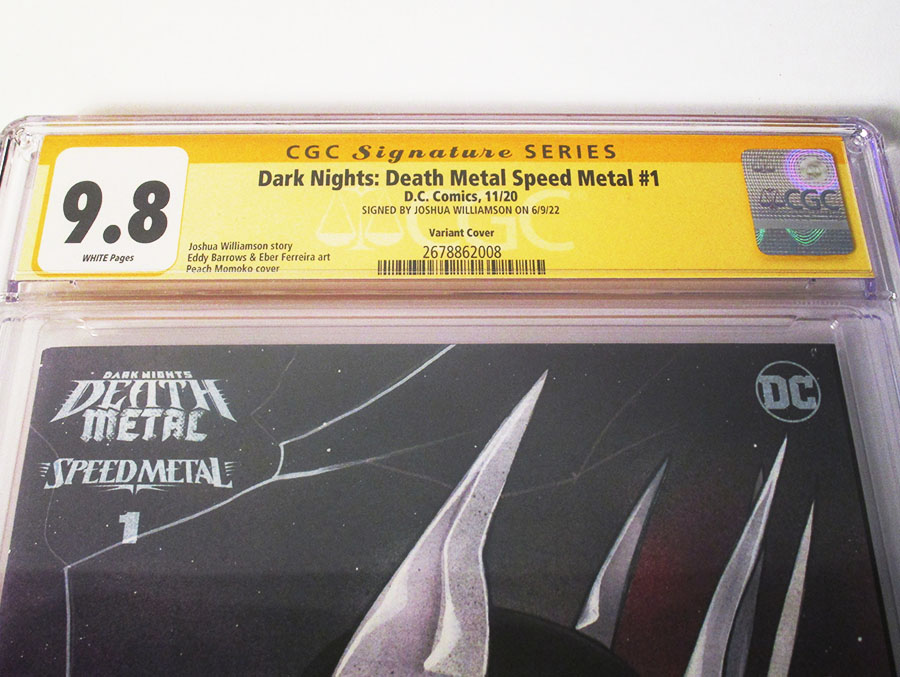 CGC Signature SERIES
9.8
WHITE Pages
Dark Nights: Death Metal Speed Metal #1
D.C. Comics, 11/20
SIGNED BY JOSHUA WILLIAMSON ON 6/9/22
Variant Cover
2678862008
Joshua Williamson story
Eddy Barrows & Eber Ferreira art
Peach Momoko cover
CGC
CGC
DARK NIGHTS
DEATH
METAL
SPEED METAL
1
DC